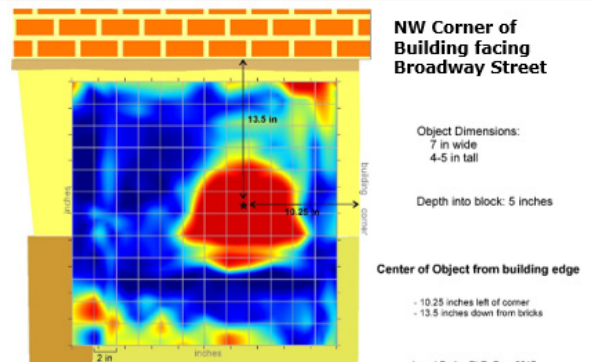 NW Corner of
Building facing
Broadway Street
13.5 in
Object Dimensions:
7 in wide
4-5 in tall
building corner
Depth into block: 5 inches
inches
10.25 in
Center of Object from building edge
- 10.25 inches left of corner
- 13.5 inches down from bricks
inches
2 in